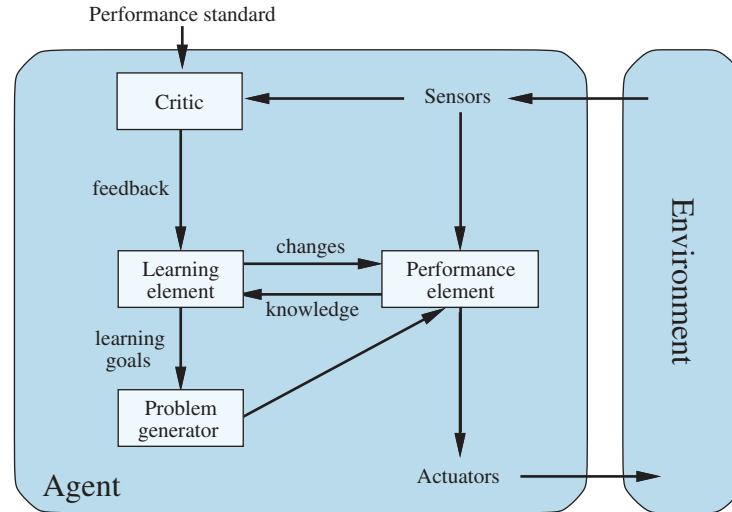 Performance standard
Critic
Sensors
feedback
changes
Learning
element
Performance
element
knowledge
learning
goals
Problem
generator
Actuators
Agent
Environment